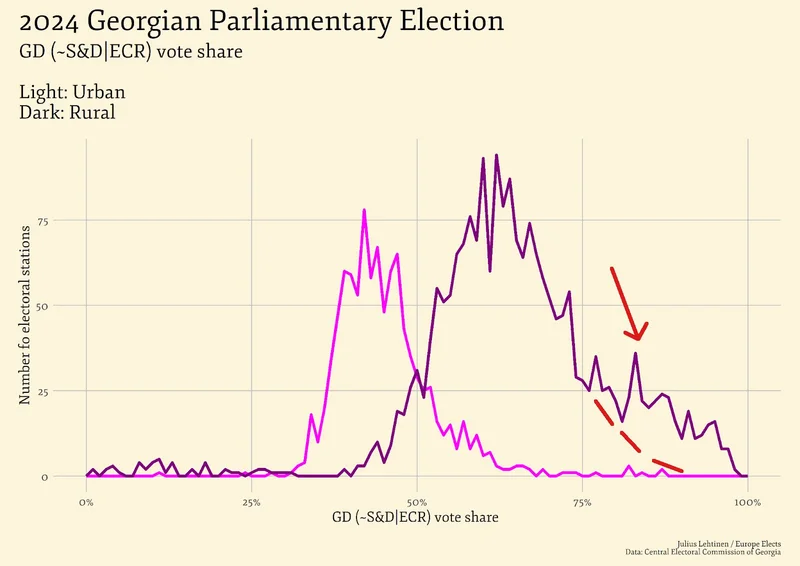 2024 Georgian Parliamentary Election
GD (~S&D|ECR) vote share
Light: Urban
Dark: Rural
Number fo electoral stations
75
50
25
0
0%
25%
50%
75%
100%
GD (~S&D|ECR) vote share
Julius Lehtinen / Europe Elects
Data: Central Electoral Commission of Georgia